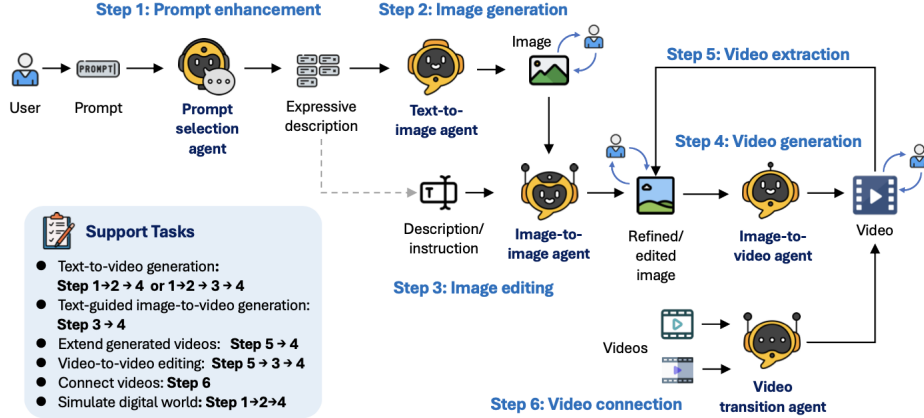 Step 1: Prompt enhancement
Step 2: Image generation
Image
Step 5: Video extraction
PROMPT
User
Prompt
Prompt
selection
agent
Expressive
description
Text-to-
image agent
Step 4: Video generation
T
Description/
instruction
Image-to-
image agent
Refined/
edited
image
Image-to-
video agent
Video
Step 3: Image editing
Support Tasks
● Text-to-video generation:
Step 1→2→4 or 1→2→3→4
● Text-guided image-to-video generation:
Step 3→4
● Extend generated videos: Step 5→4
● Video-to-video editing: Step 5→3→4
● Connect videos: Step 6
● Simulate digital world: Step 1→2→4
Videos
Video
transition agent
Step 6: Video connection